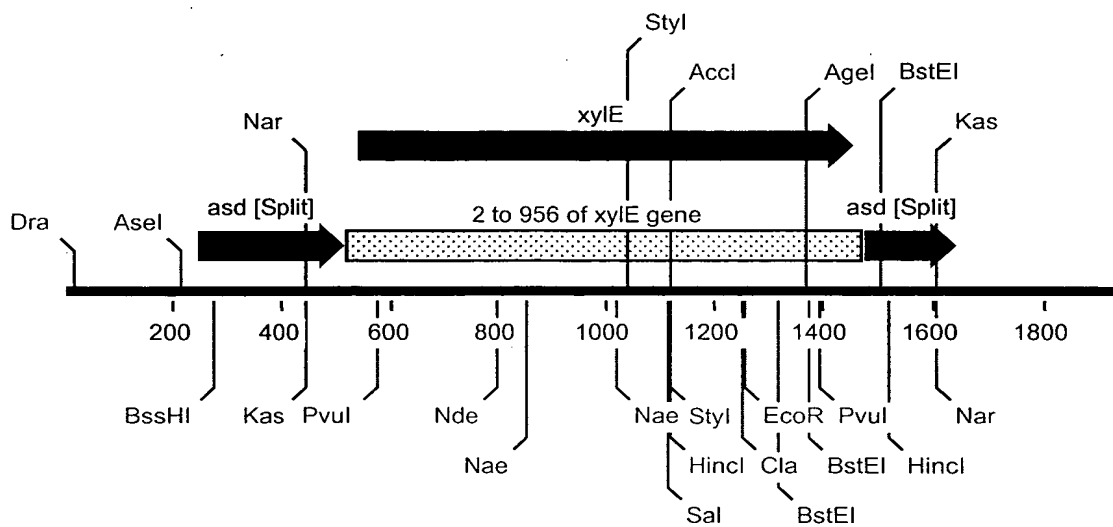 StyI
AccI AgeI BstEI
xylE
Nar Kas
asd [Split] asd [Split]
Dra AseI 2 to 956 of xylE gene
200 400 600 800 1000 1200 1400 1600 1800
BssHI Kas PvuI Nde Nae StyI EcoR PvuI Nar
Nae HincI Cla BstEI HincI
Sal BstEI